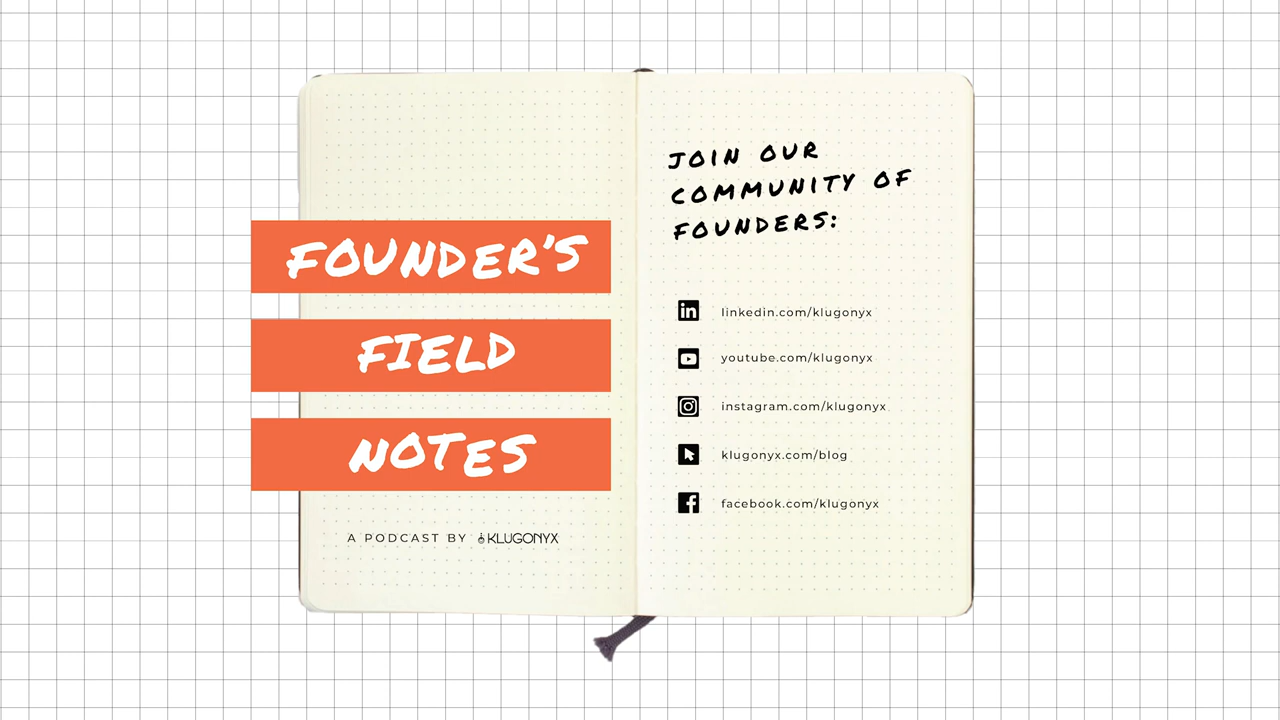 FOUNDER'S
FIELD
NOTES
A PODCAST BY KLUGONYX
JOIN OUR
COMMUNITY OF
FOUNDERS:
linkedin.com/klugonyx
youtube.com/klugonyx
instagram.com/klugonyx
klugonyx.com/blog
facebook.com/klugonyx